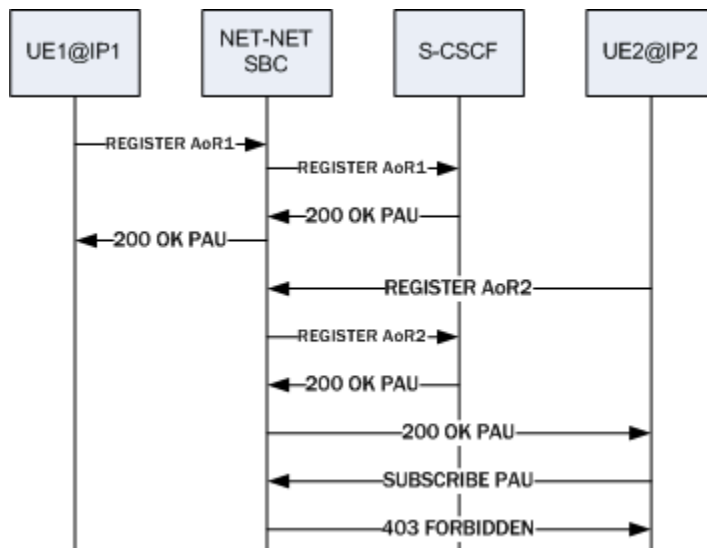 UE1@IP1
NET-NET
SBC
S-CSCF
UE2@IP2
REGISTER AoR1
REGISTER AoR1
200 OK PAU
200 OK PAU
REGISTER AoR2
REGISTER AoR2
200 OK PAU
200 OK PAU
SUBSCRIBE PAU
403 FORBIDDEN